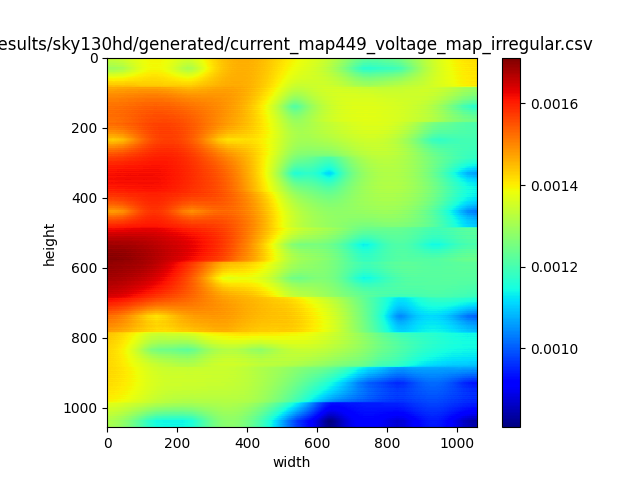 esults/sky130hd/generated/current_map449_voltage_map_irregular.csv
0
200
400
600
800
1000
height
0 200 400 600 800 1000
width
0.0016
0.0014
0.0012
0.0010